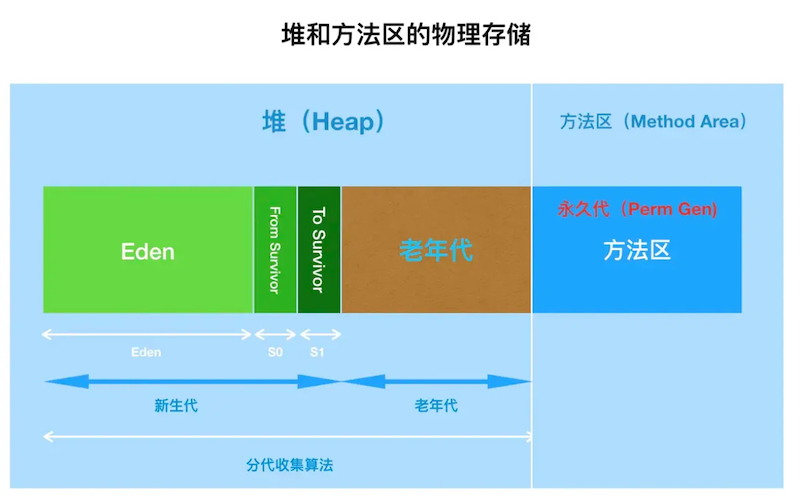 堆和方法区的物理存储
堆（Heap）
方法区（Method Area）
Eden
From Survivor
To Survivor
老年代
永久代（Perm Gen)
方法区
Eden
S0
S1
新生代
老年代
分代收集算法